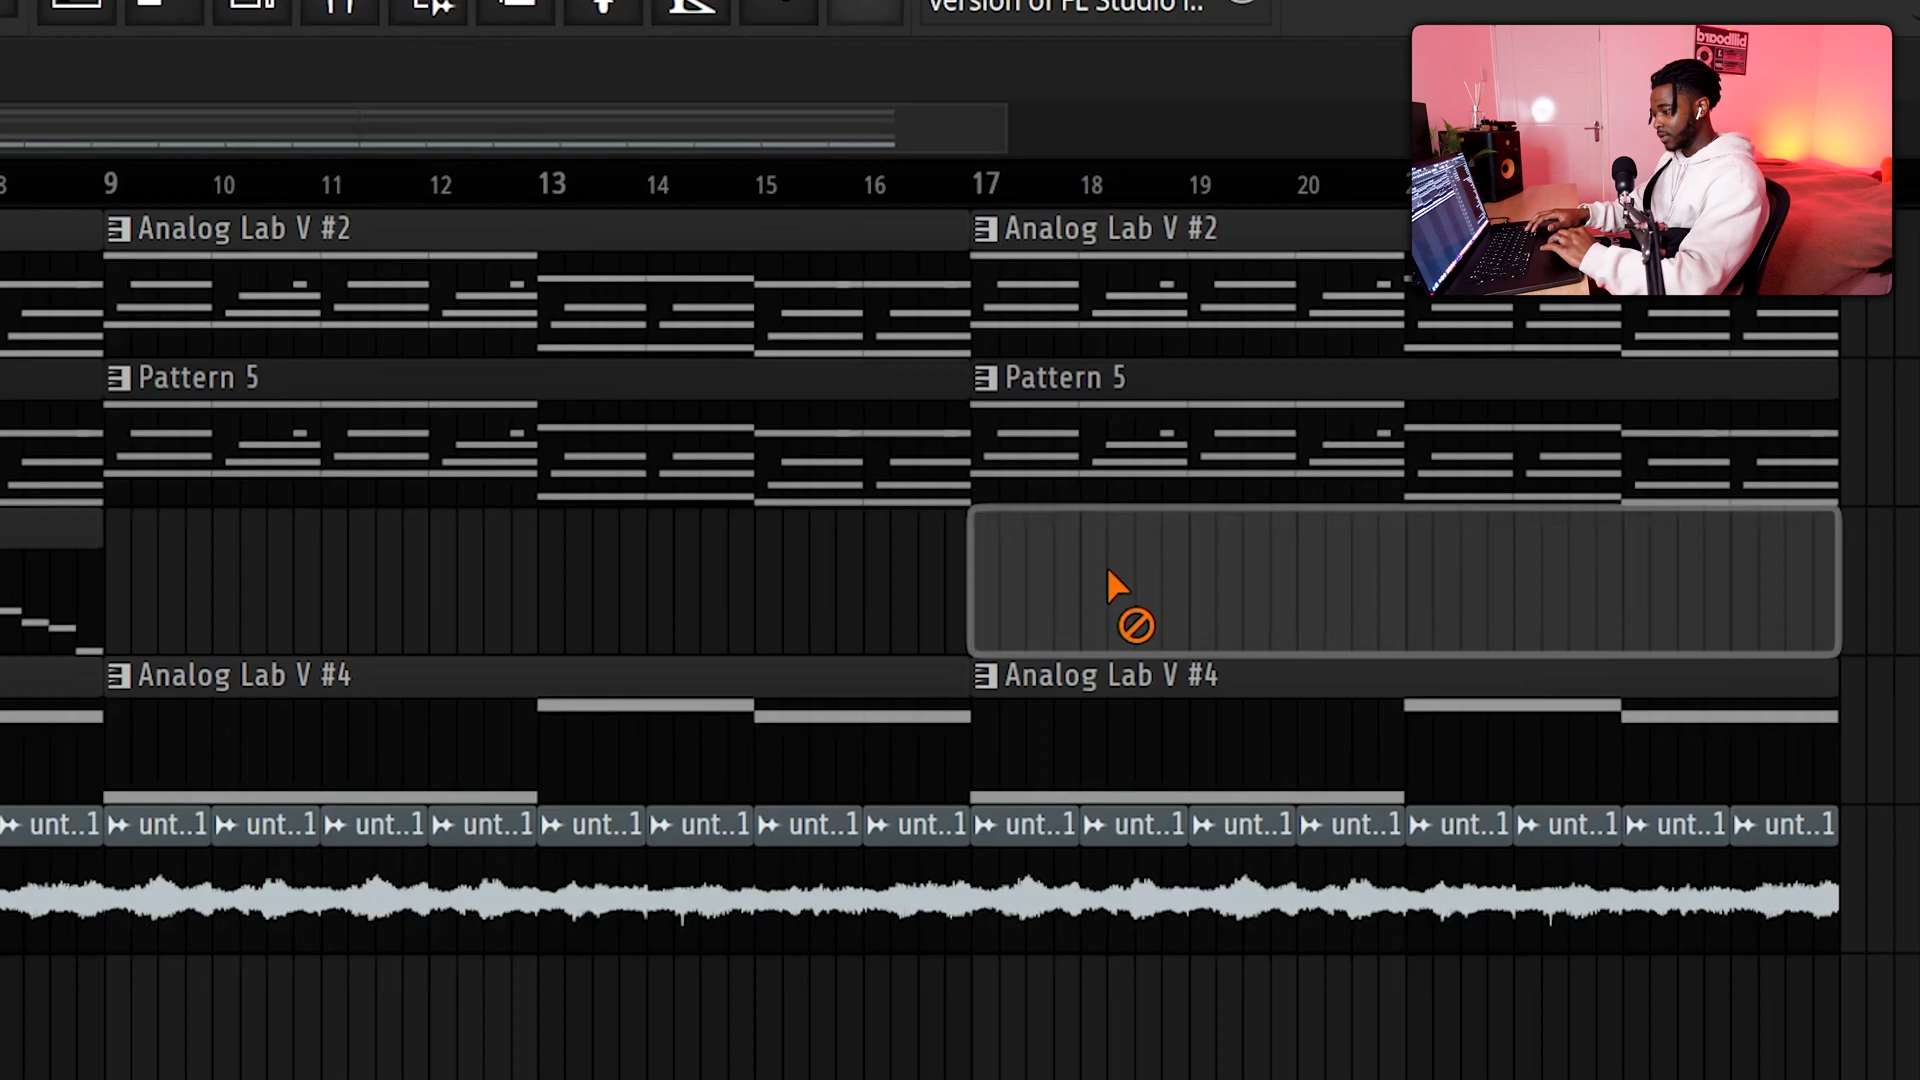 version of FL Studio i..
8 9 10 11 12 13 14 15 16 17 18 19 20
Analog Lab V #2 Analog Lab V #2
Pattern 5 Pattern 5
Analog Lab V #4 Analog Lab V #4
unt..1 unt..1 unt..1 unt..1 unt..1 unt..1 unt..1 unt..1 unt..1 unt..1 unt..1 unt..1 unt..1 unt..1 unt..1 unt..1 unt..1
billboard